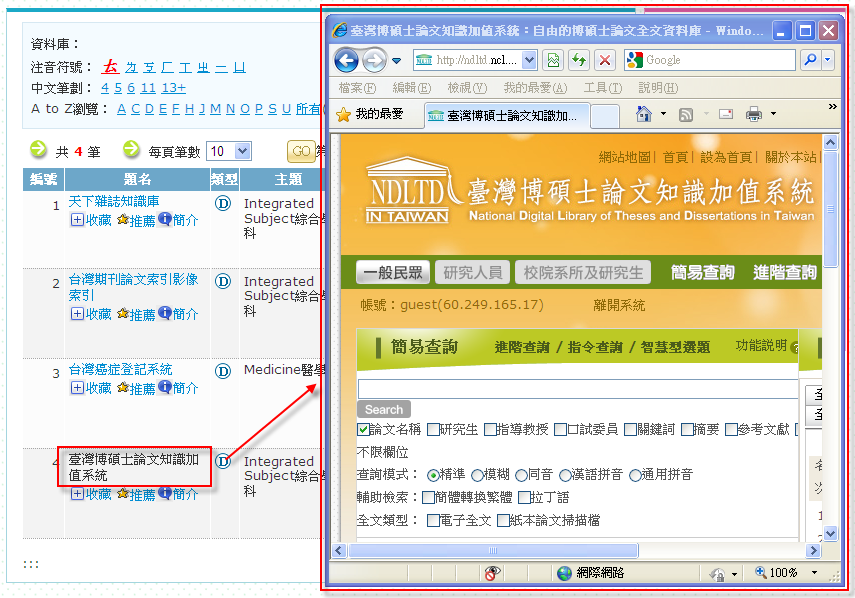 資料庫：
注音符號： ㄊ ㄌ ㄎ ㄏ ㄒ ㄓ ㄧ ㄩ
中文筆劃： 4 5 6 11 13+
A to Z瀏覽： A C D E F H J M N O P S U 所有
共 4 筆 每頁筆數 10 GO
編號 題名 類型 主題
1 天下雜誌知識庫 D Integrated
Subject綜合學
科
收藏 推薦 簡介
2 台灣期刊論文索引影像
索引 D Integrated
Subject綜合學
科
收藏 推薦 簡介
3 台灣癌症登記系統 D Medicine醫學
收藏 推薦 簡介
4 臺灣博碩士論文知識加
值系統 D Integrated
Subject綜合學
科
收藏 推薦 簡介
臺灣博碩士論文知識加值系統：自由的博碩士論文全文資料庫 - Windo...
http://ndltd.ncl.... Google
檔案(F) 編輯(E) 檢視(V) 我的最愛(A) 工具(T) 說明(H)
我的最愛 臺灣博碩士論文知識加... »
網站地圖| 首頁| 設為首頁| 關於本站|
NDLTD
IN TAIWAN
臺灣博碩士論文知識加值系統
National Digital Library of Theses and Dissertations in Taiwan
一般民眾 研究人員 校院系所及研究生 簡易查詢 進階查詢
帳號：guest(60.249.165.17) 離開系統
簡易查詢 進階查詢 / 指令查詢 / 智慧型選題 功能說明
Search
論文名稱 研究生 指導教授 口試委員 關鍵詞 摘要 參考文獻
不限欄位
查詢模式： 精準 模糊 同音 漢語拼音 通用拼音
輔助檢索： 簡體轉換繁體 拉丁語
全文類型： 電子全文 紙本論文掃描檔
網際網路 100%